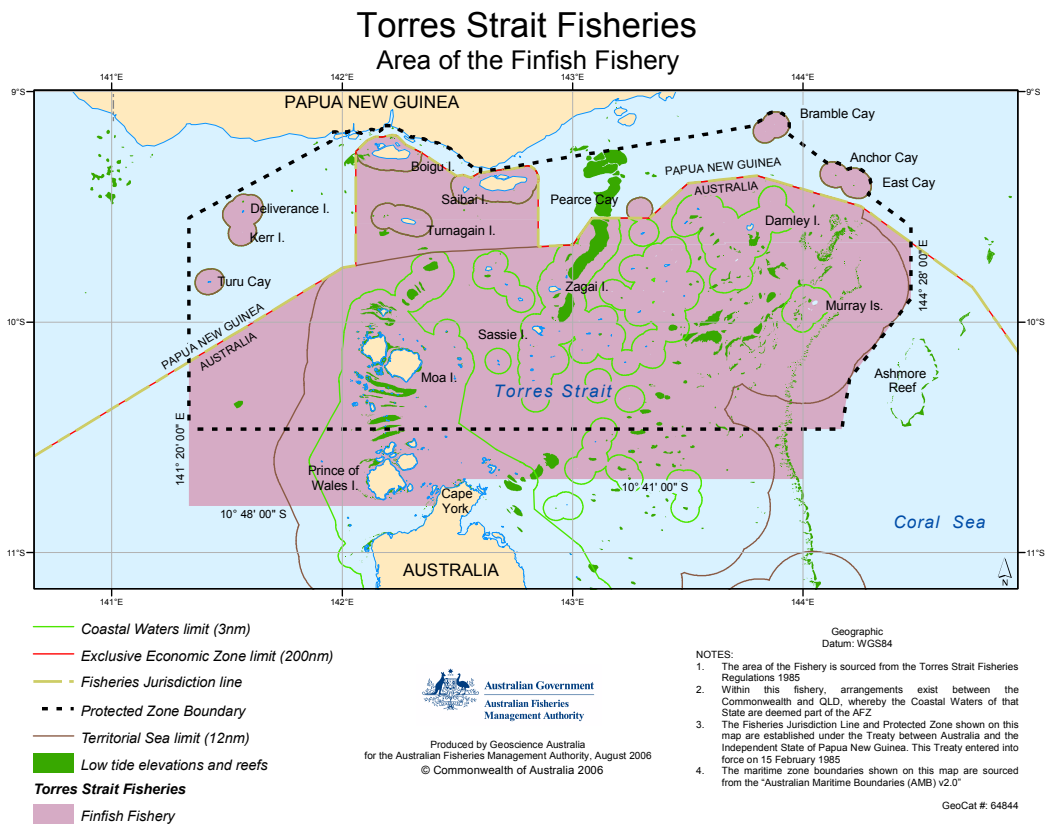 Torres Strait Fisheries
Area of the Finfish Fishery
141°E
142°E
143°E
144°E
9°S
9°S
PAPUA NEW GUINEA
Bramble Cay
Boigu I.
Anchor Cay
PAPUA NEW GUINEA
AUSTRALIA
East Cay
Saibai I.
Pearce Cay
Deliverance I.
Turnagain I.
Darnley I.
Kerr I.
Turu Cay
Zagai I.
144° 28' 00" E
Murray Is.
10°S
10°S
PAPUA NEW GUINEA
AUSTRALIA
Sassie I.
Moa I.
Ashmore
Reef
Torres Strait
141° 20' 00" E
Prince of
Wales I.
Cape
York
10° 41' 00" S
10° 48' 00" S
Coral Sea
11°S
11°S
AUSTRALIA
N
141°E
142°E
143°E
144°E
Coastal Waters limit (3nm)
Exclusive Economic Zone limit (200nm)
Fisheries Jurisdiction line
Protected Zone Boundary
Territorial Sea limit (12nm)
Low tide elevations and reefs
Torres Strait Fisheries
Finfish Fishery
Australian Government
Australian Fisheries
Management Authority
Produced by Geoscience Australia
for the Australian Fisheries Management Authority, August 2006
© Commonwealth of Australia 2006
Geographic
Datum: WGS84
NOTES:
1. The area of the Fishery is sourced from the Torres Strait Fisheries
Regulations 1985
2. Within this fishery, arrangements exist between the
Commonwealth and QLD, whereby the Coastal Waters of that
State are deemed part of the AFZ
3. The Fisheries Jurisdiction Line and Protected Zone shown on this
map are established under the Treaty between Australia and the
Independent State of Papua New Guinea. This Treaty entered into
force on 15 February 1985
4. The maritime zone boundaries shown on this map are sourced
from the "Australian Maritime Boundaries (AMB) v2.0"
GeoCat #: 64844